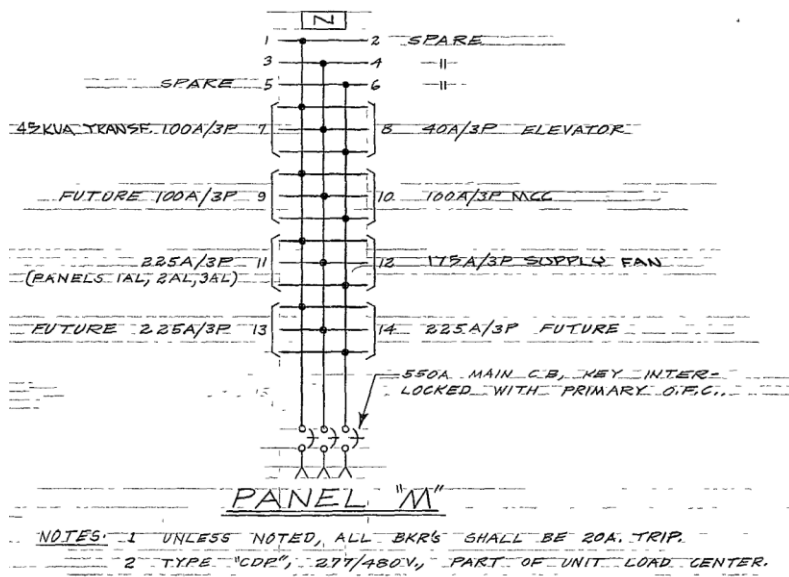 N
1 2 SPARE
3 4 "
SPARE 5 6 "
45KVA TRANSF. 100A/3P 7 8 40A/3P ELEVATOR
FUTURE 100A/3P 9 10 100A/3P MCC
225A/3P 11 12 175A/3P SUPPLY FAN
(PANELS 1AL, 2AL, 3AL)
FUTURE 225A/3P 13 14 225A/3P FUTURE
550A MAIN C.B, KEY INTER-
LOCKED WITH PRIMARY O.F.C..
PANEL "M"
NOTES: 1 UNLESS NOTED, ALL BKR'S SHALL BE 20A. TRIP.
2 TYPE "CDP", 277/480V., PART OF UNIT LOAD CENTER.